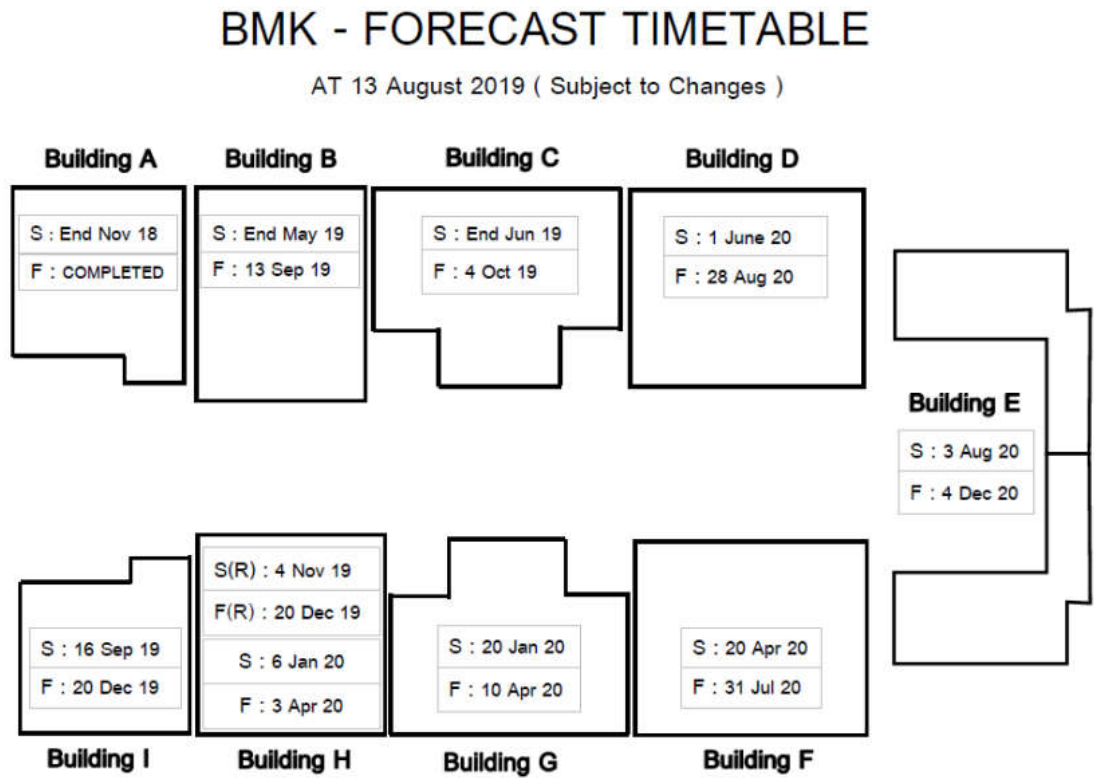 BMK - FORECAST TIMETABLE
AT 13 August 2019 ( Subject to Changes )
Building A
S : End Nov 18
F : COMPLETED
Building B
S : End May 19
F : 13 Sep 19
Building C
S : End Jun 19
F : 4 Oct 19
Building D
S : 1 June 20
F : 28 Aug 20
Building E
S : 3 Aug 20
F : 4 Dec 20
S : 16 Sep 19
F : 20 Dec 19
Building I
S(R) : 4 Nov 19
F(R) : 20 Dec 19
S : 6 Jan 20
F : 3 Apr 20
Building H
S : 20 Jan 20
F : 10 Apr 20
Building G
S : 20 Apr 20
F : 31 Jul 20
Building F